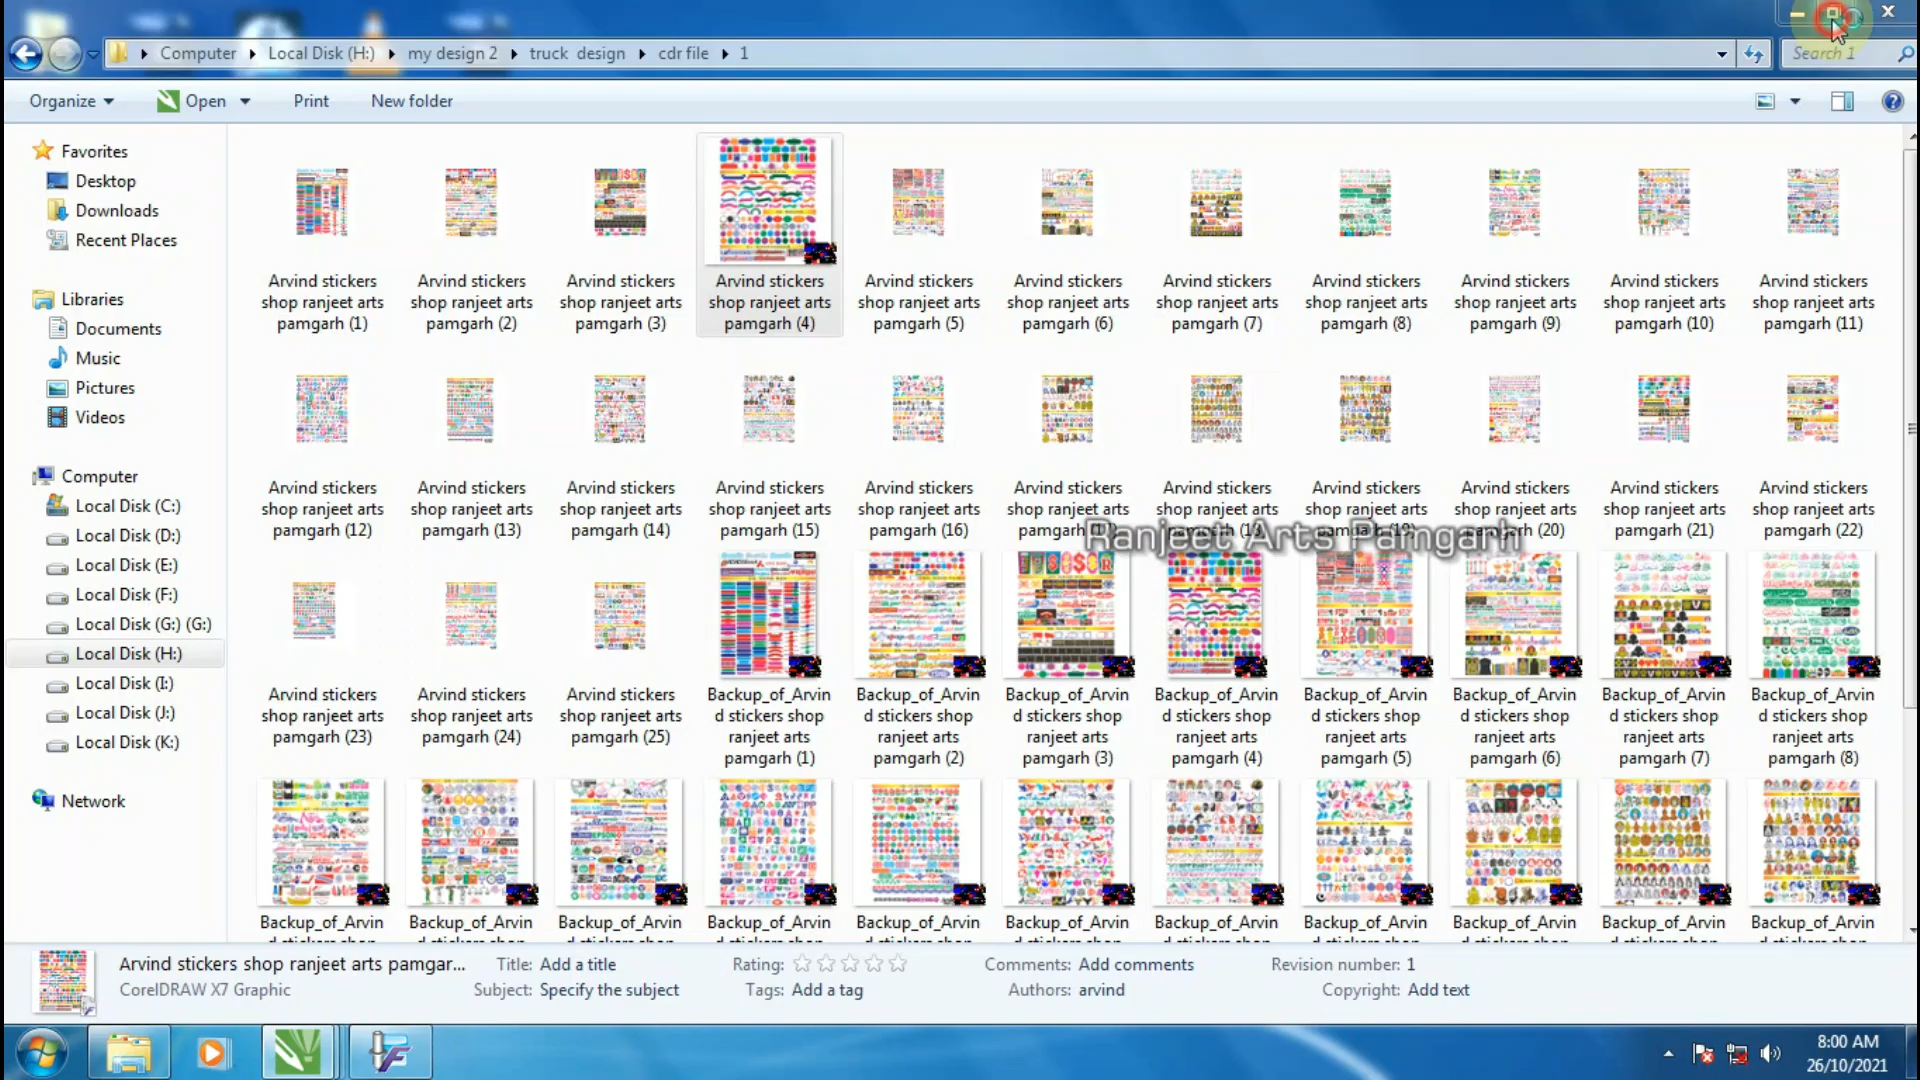 Computer ▸ Local Disk (H:) ▸ my design 2 ▸ truck design ▸ cdr file ▸ 1
Search 1
Organize Open Print New folder
Favorites
Desktop
Downloads
Recent Places
Libraries
Documents
Music
Pictures
Videos
Computer
Local Disk (C:)
Local Disk (D:)
Local Disk (E:)
Local Disk (F:)
Local Disk (G:) (G:)
Local Disk (H:)
Local Disk (I:)
Local Disk (J:)
Local Disk (K:)
Network
Arvind stickers Arvind stickers Arvind stickers Arvind stickers Arvind stickers Arvind stickers Arvind stickers Arvind stickers Arvind stickers Arvind stickers Arvind stickers
shop ranjeet arts shop ranjeet arts shop ranjeet arts shop ranjeet arts shop ranjeet arts shop ranjeet arts shop ranjeet arts shop ranjeet arts shop ranjeet arts shop ranjeet arts shop ranjeet arts
pamgarh (1) pamgarh (2) pamgarh (3) pamgarh (4) pamgarh (5) pamgarh (6) pamgarh (7) pamgarh (8) pamgarh (9) pamgarh (10) pamgarh (11)
Arvind stickers Arvind stickers Arvind stickers Arvind stickers Arvind stickers Arvind stickers Arvind stickers Arvind stickers Arvind stickers Arvind stickers Arvind stickers
shop ranjeet arts shop ranjeet arts shop ranjeet arts shop ranjeet arts shop ranjeet arts shop ranjeet arts shop ranjeet arts shop ranjeet arts shop ranjeet arts shop ranjeet arts shop ranjeet arts
pamgarh (12) pamgarh (13) pamgarh (14) pamgarh (15) pamgarh (16) pamgarh pamgarh pamgarh (19) pamgarh (20) pamgarh (21) pamgarh (22)
Ranjeet Arts Pamgarh
Arvind stickers Arvind stickers Arvind stickers Backup_of_Arvin Backup_of_Arvin Backup_of_Arvin Backup_of_Arvin Backup_of_Arvin Backup_of_Arvin Backup_of_Arvin Backup_of_Arvin
shop ranjeet arts shop ranjeet arts shop ranjeet arts d stickers shop d stickers shop d stickers shop d stickers shop d stickers shop d stickers shop d stickers shop d stickers shop
pamgarh (23) pamgarh (24) pamgarh (25) ranjeet arts ranjeet arts ranjeet arts ranjeet arts ranjeet arts ranjeet arts ranjeet arts ranjeet arts
pamgarh (1) pamgarh (2) pamgarh (3) pamgarh (4) pamgarh (5) pamgarh (6) pamgarh (7) pamgarh (8)
Backup_of_Arvin Backup_of_Arvin Backup_of_Arvin Backup_of_Arvin Backup_of_Arvin Backup_of_Arvin Backup_of_Arvin Backup_of_Arvin Backup_of_Arvin Backup_of_Arvin Backup_of_Arvin
Arvind stickers shop ranjeet arts pamgar... Title: Add a title Rating: Comments: Add comments Revision number: 1
CorelDRAW X7 Graphic Subject: Specify the subject Tags: Add a tag Authors: arvind Copyright: Add text
8:00 AM
26/10/2021